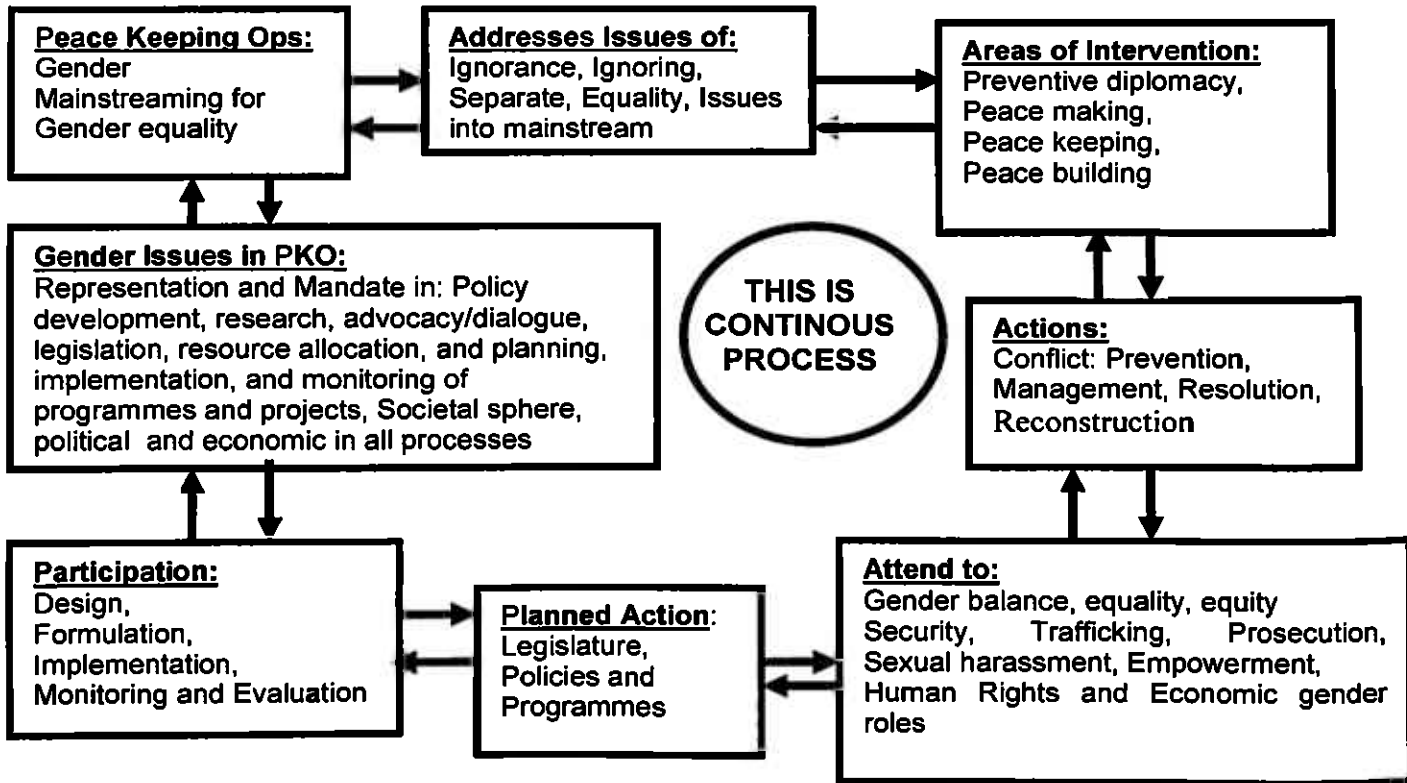 Peace Keeping Ops:
Gender
Mainstreaming for
Gender equality
Addresses Issues of:
Ignorance, Ignoring,
Separate, Equality, Issues
into mainstream
Areas of Intervention:
Preventive diplomacy,
Peace making,
Peace keeping,
Peace building
Gender Issues in PKO:
Representation and Mandate in: Policy
development, research, advocacy/dialogue,
legislation, resource allocation, and planning,
implementation, and monitoring of
programmes and projects, Societal sphere,
political and economic in all processes
THIS IS
CONTINOUS
PROCESS
Actions:
Conflict: Prevention,
Management, Resolution,
Reconstruction
Participation:
Design,
Formulation,
Implementation,
Monitoring and Evaluation
Planned Action:
Legislature,
Policies and
Programmes
Attend to:
Gender balance, equality, equity
Security, Trafficking, Prosecution,
Sexual harassment, Empowerment,
Human Rights and Economic gender
roles